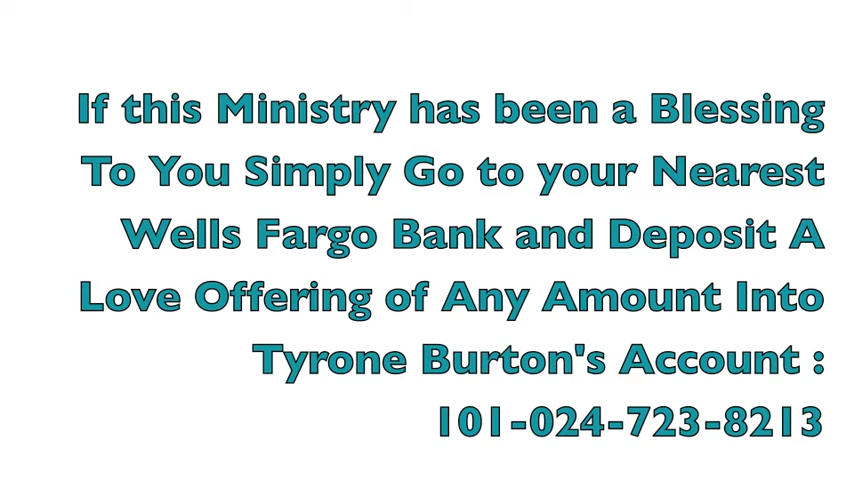 If this Ministry has been a Blessing
To You Simply Go to your Nearest
Wells Fargo Bank and Deposit A
Love Offering of Any Amount Into
Tyrone Burton's Account :
101-024-723-8213